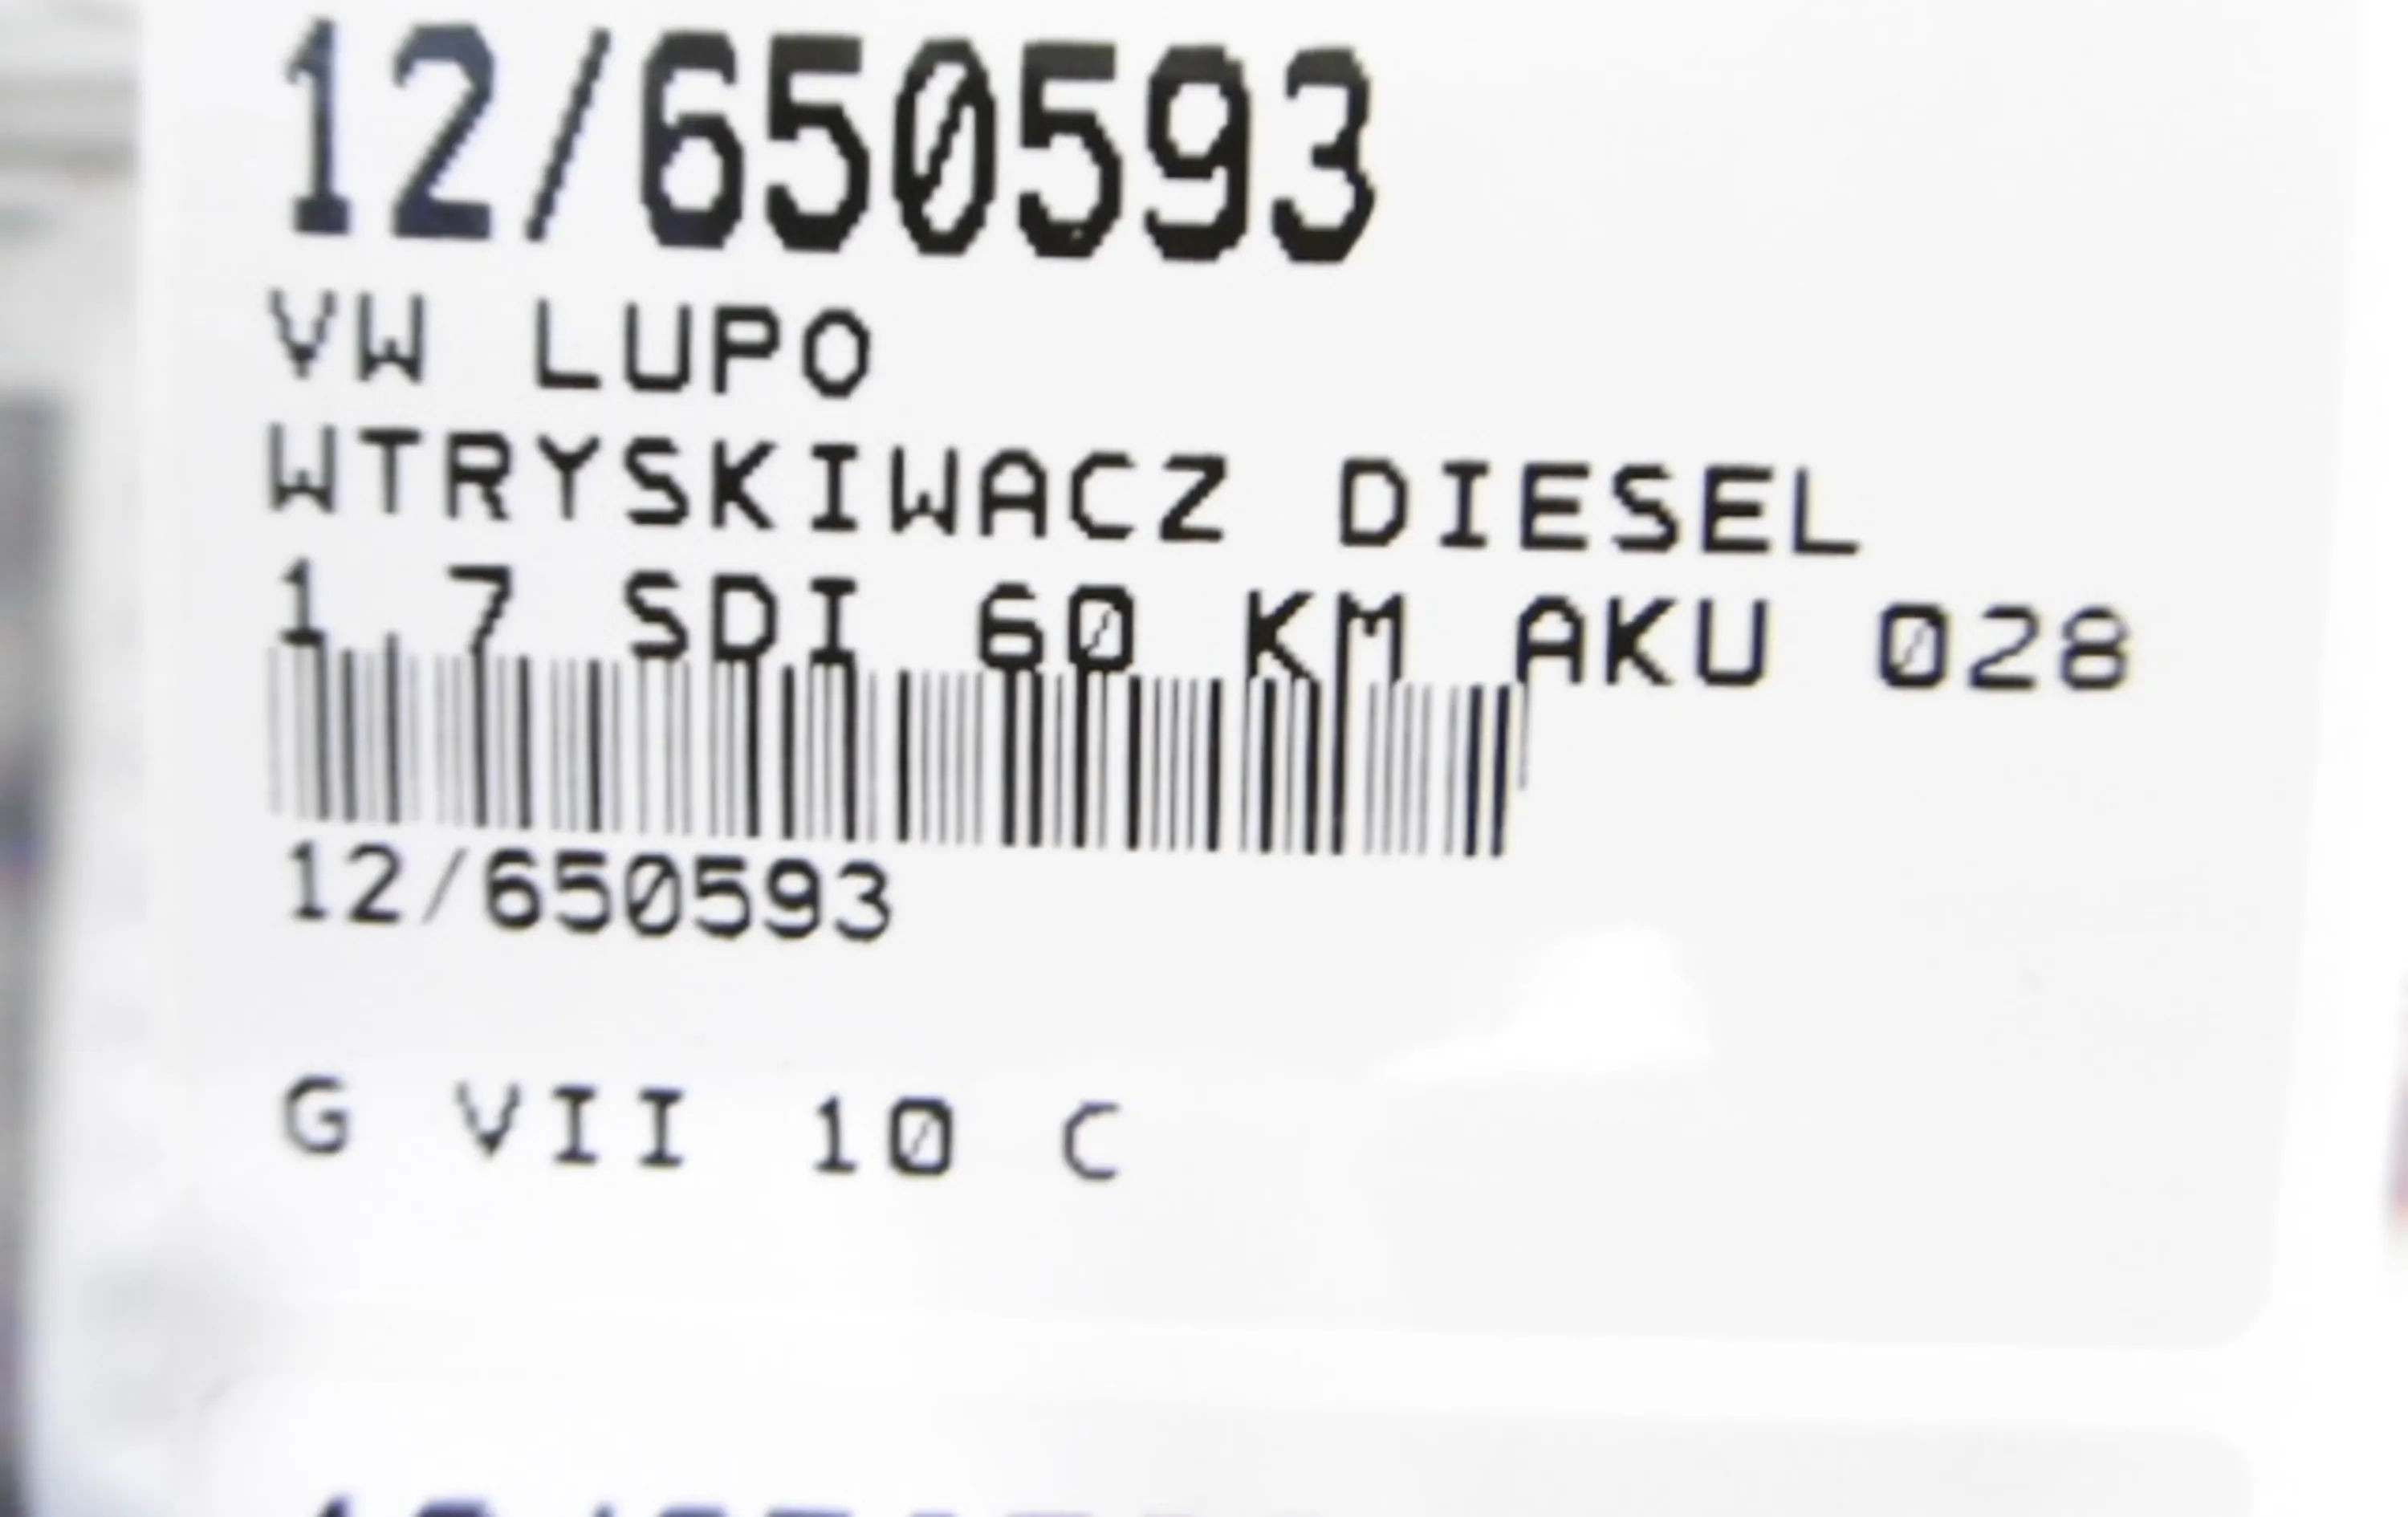 12/650593
VW LUPO
WTRYSKIWACZ DIESEL
1,7 SDI 60 KM AKU 028
12/650593
G VII 10 C